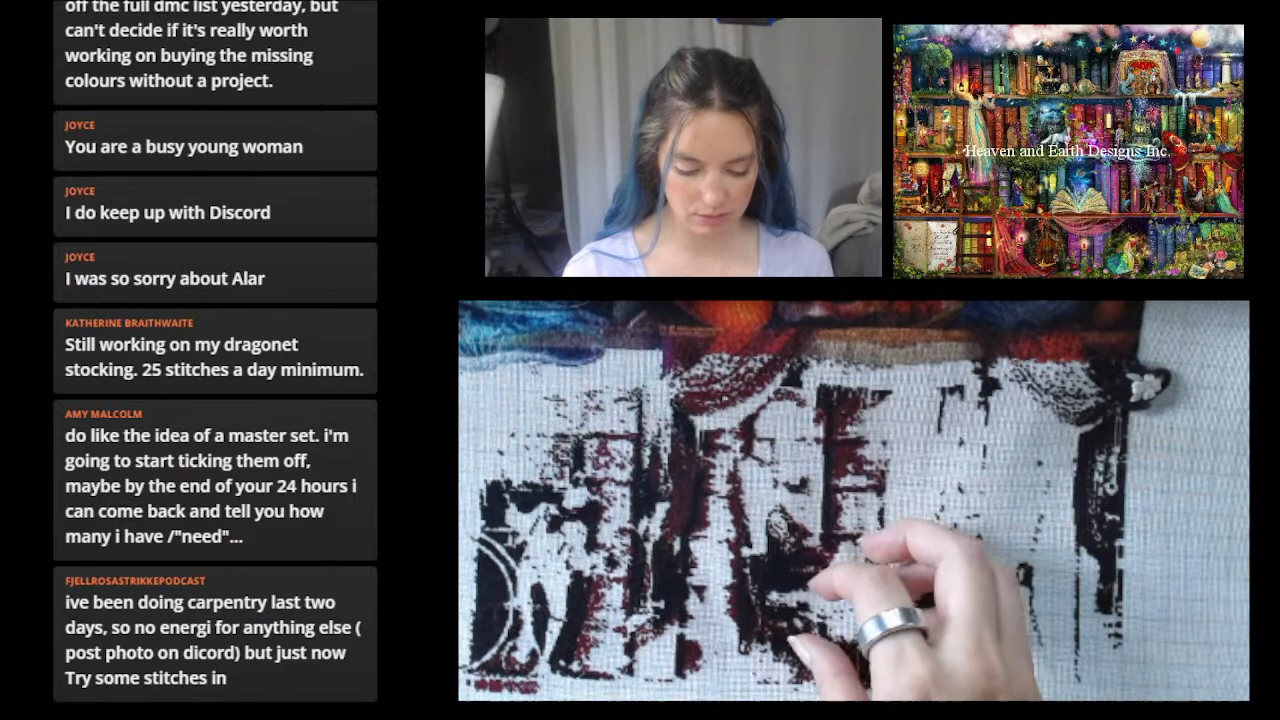 off the full dmc list yesterday, but
can't decide if it's really worth
working on buying the missing
colours without a project.
JOYCE
You are a busy young woman
JOYCE
I do keep up with Discord
JOYCE
I was so sorry about Alar
KATHERINE BRAITHWAITE
Still working on my dragonet
stocking. 25 stitches a day minimum.
AMY MALCOLM
do like the idea of a master set. i'm
going to start ticking them off,
maybe by the end of your 24 hours i
can come back and tell you how
many i have /"need"...
FJELLROSASTRIKKEPODCAST
ive been doing carpentry last two
days, so no energi for anything else (
post photo on dicord) but just now
Try some stitches in
Heaven and Earth Designs Inc